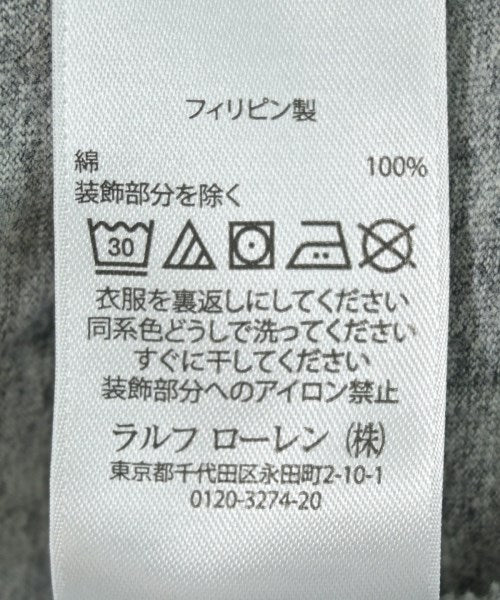 フィリピン製
綿 100%
装飾部分を除く
30
衣服を裏返しにしてください
同系色どうしで洗ってください
すぐに干してください
装飾部分へのアイロン禁止
ラルフ ローレン (株)
東京都千代田区永田町2-10-1
0120-3274-20